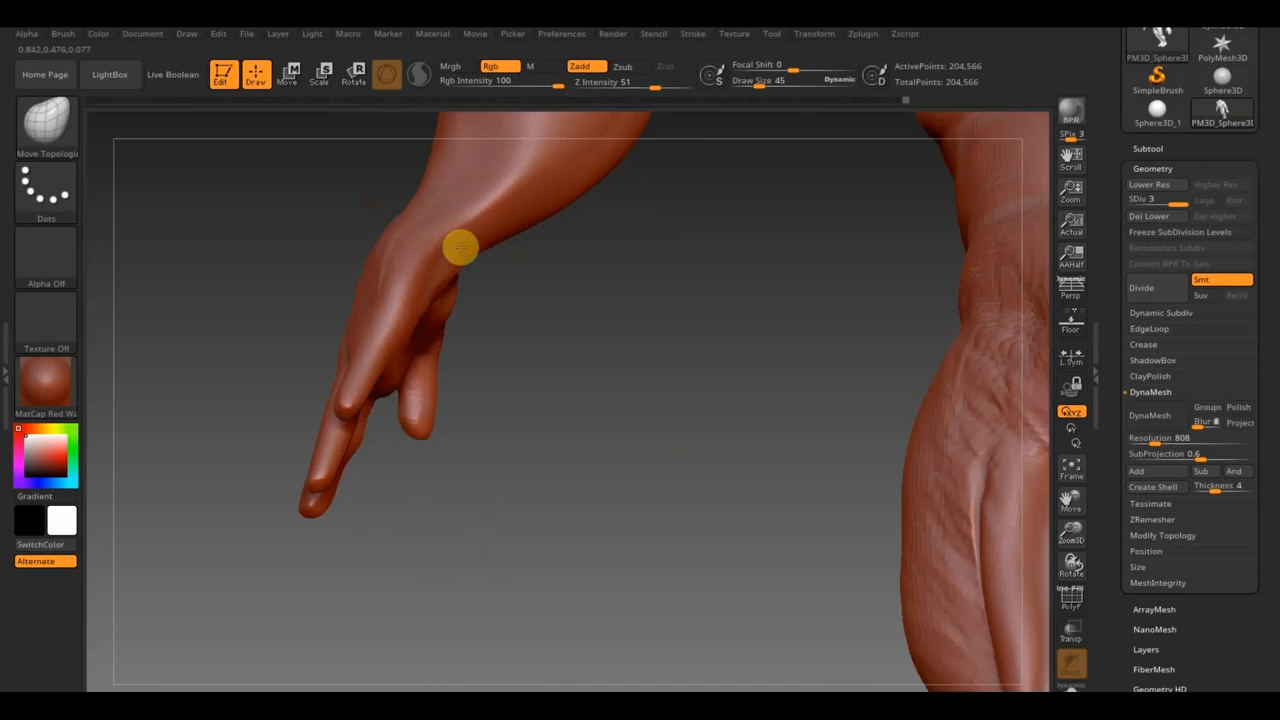 Alpha Brush Color Document Draw Edit File Layer Light Macro Marker Material Movie Picker Preferences Render Stencil Stroke Texture Tool Transform Zplugin Zscript
0.842,0.476,0.077
Home Page
LightBox
Live Boolean
Edit
Draw
Move
Scale
Rotate
Mrgb
Rgb
M
Rgb Intensity 100
Zadd
Zsub
Zcut
Z Intensity 51
S
Focal Shift 0
Draw Size 45
Dynamic
D
ActivePoints: 204,566
TotalPoints: 204,566
Move Topologic
Dots
Alpha Off
Texture Off
MatCap Red Wa
Gradient
SwitchColor
Alternate
BPR
SPix 3
Scroll
Zoom
Actual
AAHalf
Dynamic
Persp
Floor
L.Sym
XYZ
Frame
Move
Zoom3D
Rotate
PolyF
Transp
Dynamic
PM3D_Sphere3
PolyMesh3D
SimpleBrush
Sphere3D
Sphere3D_1
PM3D_Sphere3
Subtool
Geometry
Lower Res
Higher Res
SDiv 3
Cage
Rstr
Del Lower
Del Higher
Freeze SubDivision Levels
Reconstruct Subdiv
Convert BPR To Geo
Divide
Smt
Suv
ReUV
Dynamic Subdiv
EdgeLoop
Crease
ShadowBox
ClayPolish
DynaMesh
DynaMesh
Groups
Polish
Blur
Project
Resolution 808
SubProjection 0.6
Add
Sub
And
Create Shell
Thickness 4
Tessimate
ZRemesher
Modify Topology
Position
Size
MeshIntegrity
ArrayMesh
NanoMesh
Layers
FiberMesh
Geometry HD